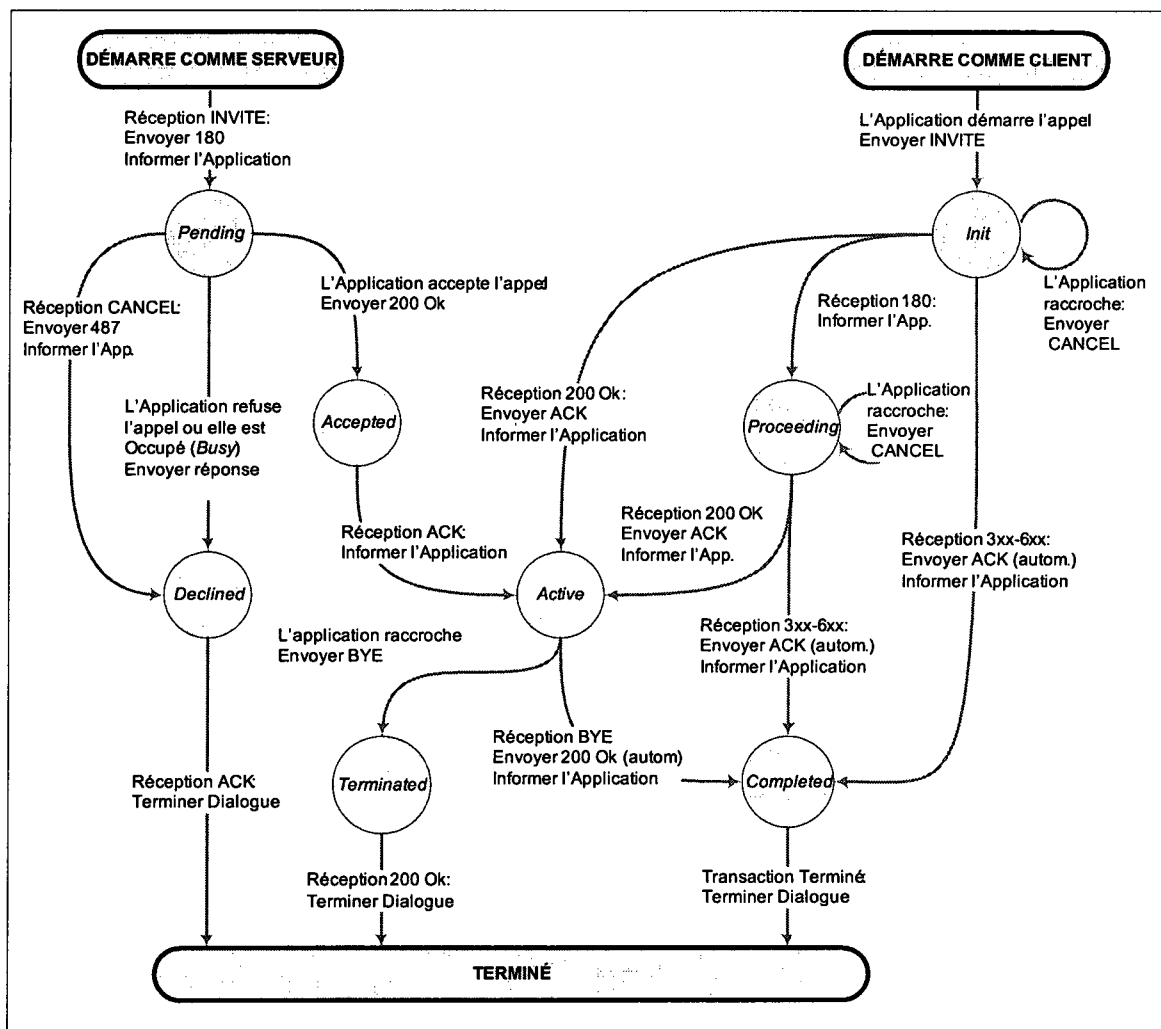 DÉMARRE COMME SERVEUR
DÉMARRE COMME CLIENT
Réception INVITE:
Envoyer 180
Informer l'Application
L'Application démarre l'appel
Envoyer INVITE
Pending
Init
L'Application accepte l'appel
Envoyer 200 Ok
Réception CANCEL:
Envoyer 487
Informer l'App.
Réception 180:
Informer l'App.
L'Application
raccroche:
Envoyer
CANCEL
L'Application refuse
l'appel ou elle est
Occupé (Busy)
Envoyer réponse
Accepted
Réception 200 Ok:
Envoyer ACK
Informer l'Application
Proceeding
L'Application
raccroche:
Envoyer
CANCEL
Réception ACK:
Informer l'Application
Réception 200 OK
Envoyer ACK
Informer l'App.
Réception 3xx-6xx:
Envoyer ACK (autom.)
Informer l'Application
Declined
Active
L'application raccroche
Envoyer BYE
Réception 3xx-6xx:
Envoyer ACK (autom.)
Informer l'Application
Réception BYE
Envoyer 200 Ok (autom)
Informer l'Application
Terminated
Completed
Réception ACK:
Terminer Dialogue
Réception 200 Ok:
Terminer Dialogue
Transaction Terminé:
Terminer Dialogue
TERMINÉ